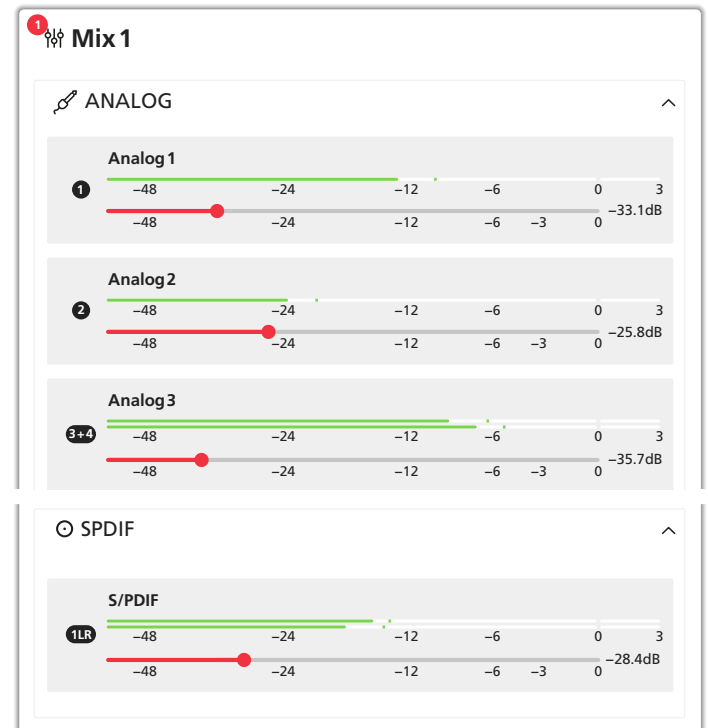 1
Mix 1
ANALOG
Analog 1
1
−48 −24 −12 −6 0 3
−33.1dB
−48 −24 −12 −6 −3 0
Analog 2
2
−48 −24 −12 −6 0 3
−25.8dB
−48 −24 −12 −6 −3 0
Analog 3
3+4
−48 −24 −12 −6 0 3
−35.7dB
−48 −24 −12 −6 −3 0
SPDIF
S/PDIF
1LR
−48 −24 −12 −6 0 3
−28.4dB
−48 −24 −12 −6 −3 0